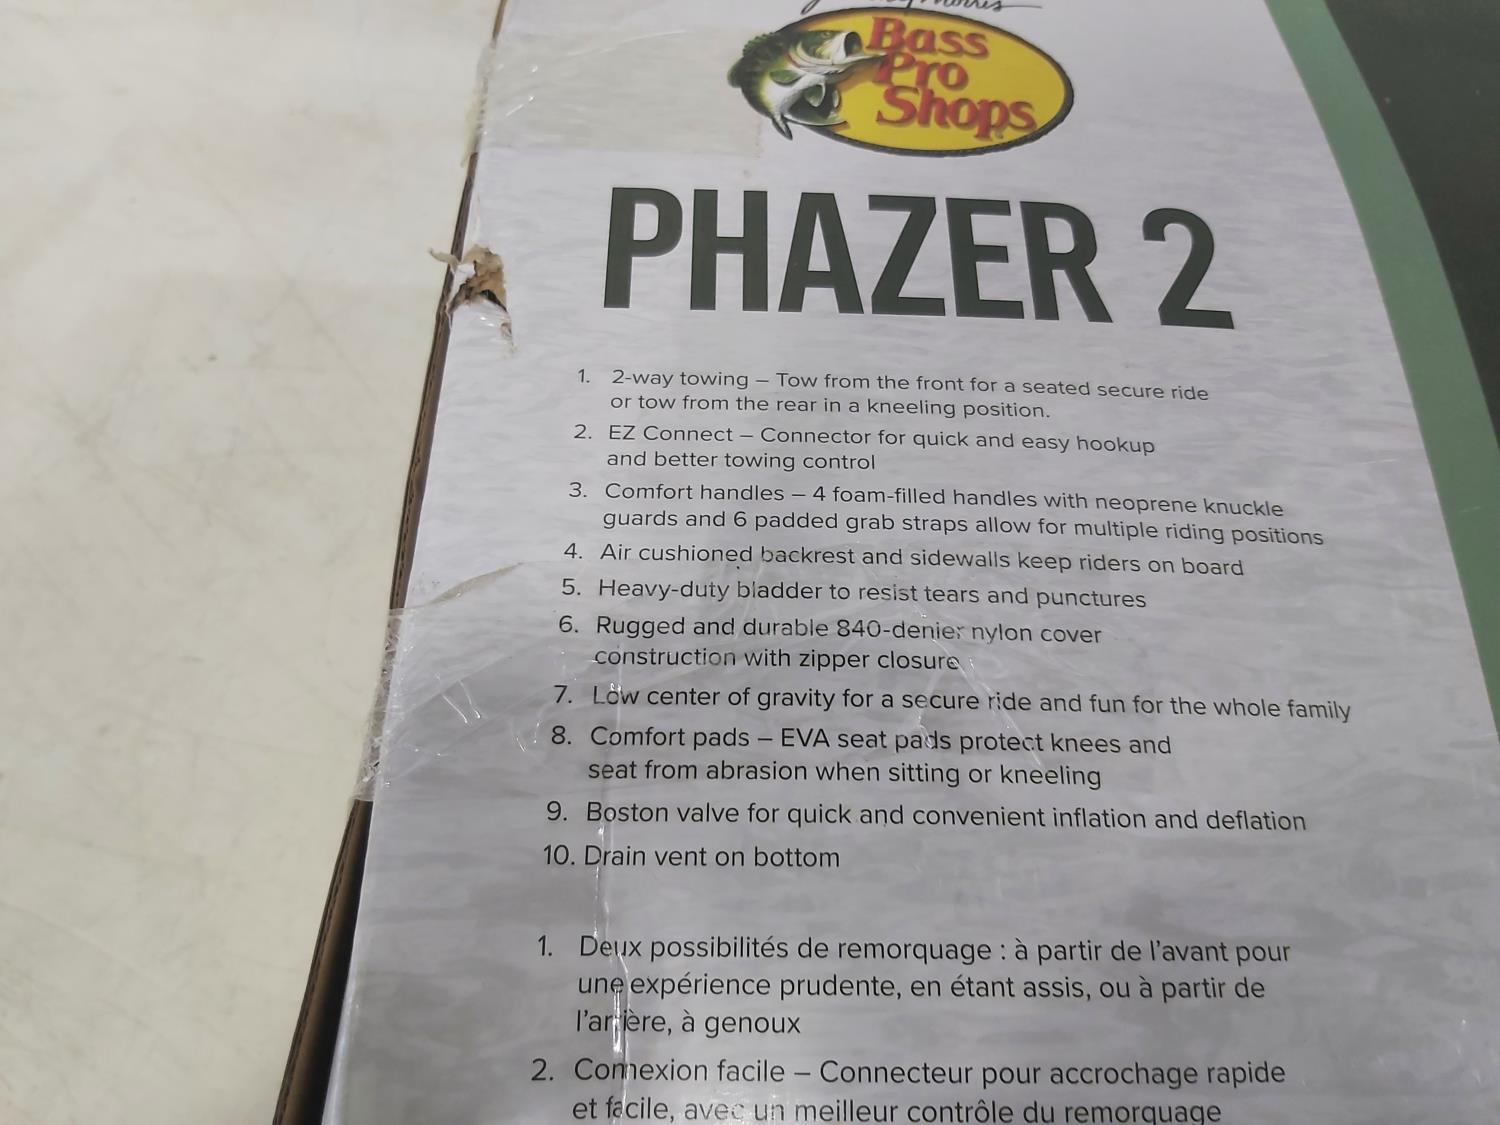 Morris
Bass
Pro
Shops
PHAZER 2
1. 2-way towing – Tow from the front for a seated secure ride
or tow from the rear in a kneeling position.
2. EZ Connect – Connector for quick and easy hookup
and better towing control
3. Comfort handles – 4 foam-filled handles with neoprene knuckle
guards and 6 padded grab straps allow for multiple riding positions
4. Air cushioned backrest and sidewalls keep riders on board
5. Heavy-duty bladder to resist tears and punctures
6. Rugged and durable 840-denier nylon cover
construction with zipper closure
7. Low center of gravity for a secure ride and fun for the whole family
8. Comfort pads – EVA seat pads protect knees and
seat from abrasion when sitting or kneeling
9. Boston valve for quick and convenient inflation and deflation
10. Drain vent on bottom
1. Deux possibilités de remorquage : à partir de l'avant pour
une expérience prudente, en étant assis, ou à partir de
l'arrière, à genoux
2. Connexion facile – Connecteur pour accrochage rapide
et facile, avec un meilleur contrôle du remorquage